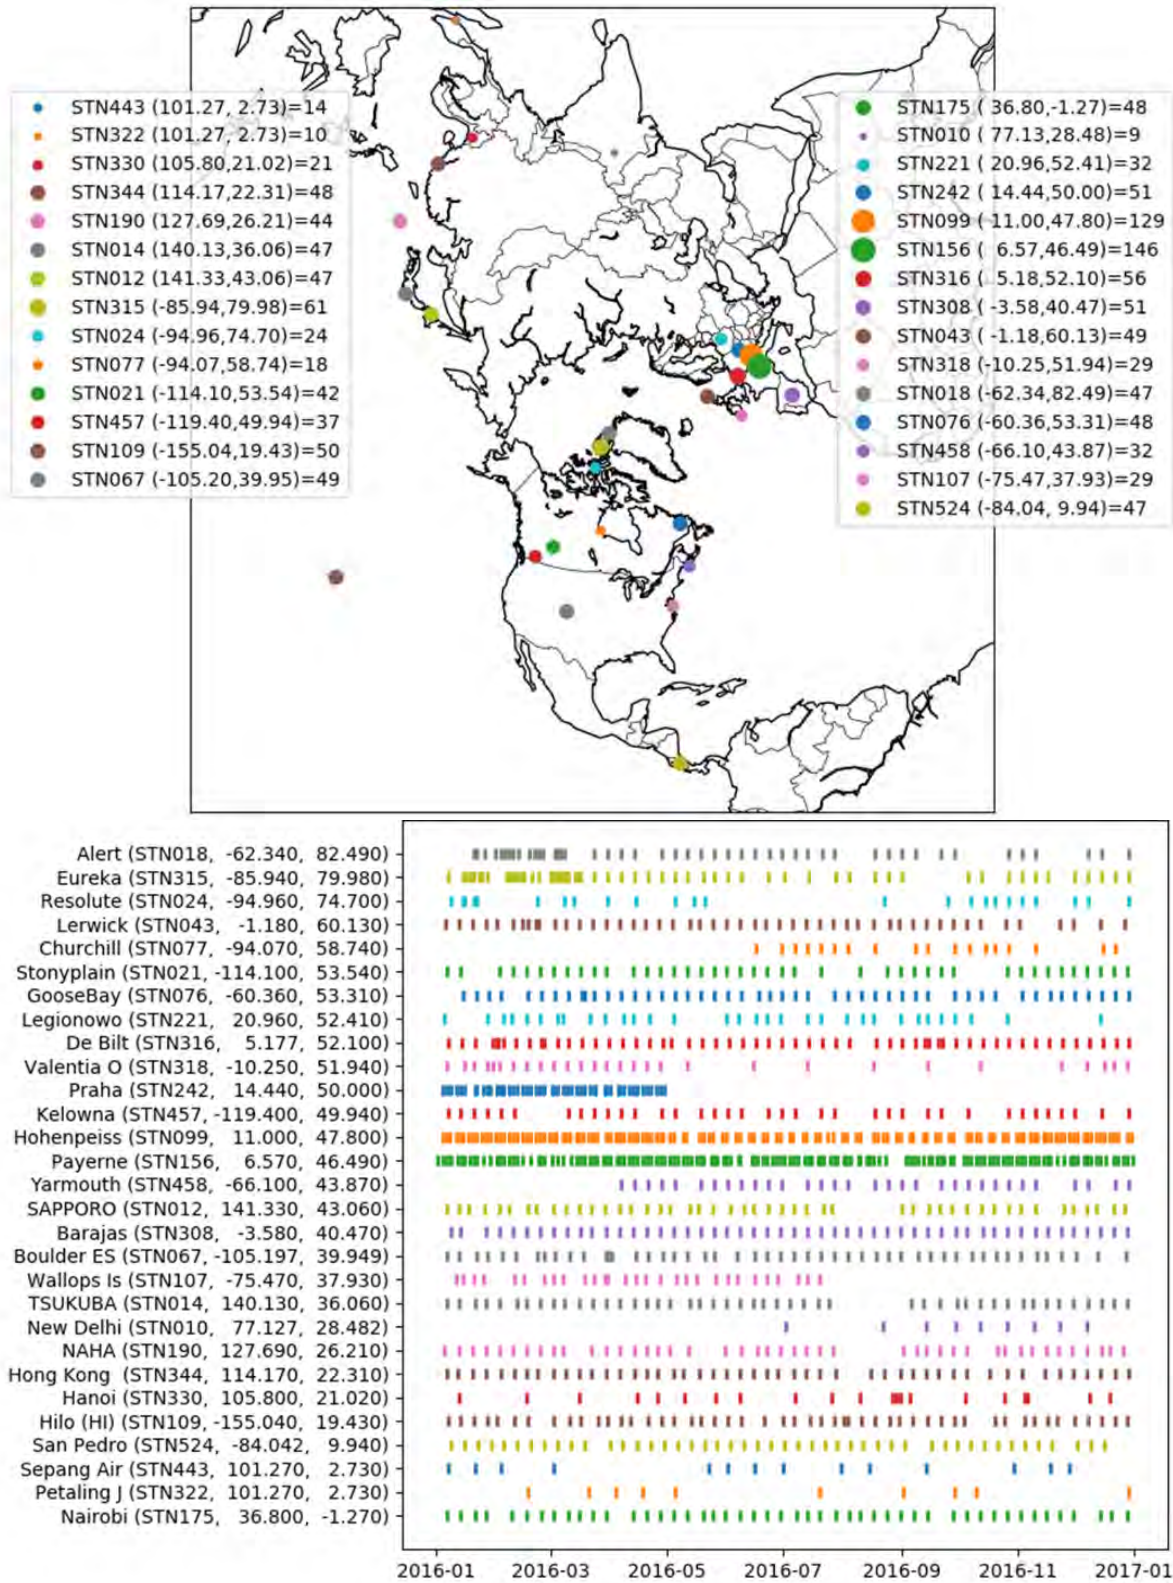 STN443 (101.27, 2.73)=14
STN322 (101.27, 2.73)=10
STN330 (105.80,21.02)=21
STN344 (114.17,22.31)=48
STN190 (127.69,26.21)=44
STN014 (140.13,36.06)=47
STN012 (141.33,43.06)=47
STN315 (-85.94,79.98)=61
STN024 (-94.96,74.70)=24
STN077 (-94.07,58.74)=18
STN021 (-114.10,53.54)=42
STN457 (-119.40,49.94)=37
STN109 (-155.04,19.43)=50
STN067 (-105.20,39.95)=49
STN175 ( 36.80,-1.27)=48
STN010 ( 77.13,28.48)=9
STN221 ( 20.96,52.41)=32
STN242 ( 14.44,50.00)=51
STN099 ( 11.00,47.80)=129
STN156 ( 6.57,46.49)=146
STN316 ( 5.18,52.10)=56
STN308 ( -3.58,40.47)=51
STN043 ( -1.18,60.13)=49
STN318 (-10.25,51.94)=29
STN018 (-62.34,82.49)=47
STN076 (-60.36,53.31)=48
STN458 (-66.10,43.87)=32
STN107 (-75.47,37.93)=29
STN524 (-84.04, 9.94)=47
Alert (STN018, -62.340, 82.490)
Eureka (STN315, -85.940, 79.980)
Resolute (STN024, -94.960, 74.700)
Lerwick (STN043, -1.180, 60.130)
Churchill (STN077, -94.070, 58.740)
Stonyplain (STN021, -114.100, 53.540)
GooseBay (STN076, -60.360, 53.310)
Legionowo (STN221, 20.960, 52.410)
De Bilt (STN316, 5.177, 52.100)
Valentia O (STN318, -10.250, 51.940)
Praha (STN242, 14.440, 50.000)
Kelowna (STN457, -119.400, 49.940)
Hohenpeiss (STN099, 11.000, 47.800)
Payerne (STN156, 6.570, 46.490)
Yarmouth (STN458, -66.100, 43.870)
SAPPORO (STN012, 141.330, 43.060)
Barajas (STN308, -3.580, 40.470)
Boulder ES (STN067, -105.197, 39.949)
Wallops Is (STN107, -75.470, 37.930)
TSUKUBA (STN014, 140.130, 36.060)
New Delhi (STN010, 77.127, 28.482)
NAHA (STN190, 127.690, 26.210)
Hong Kong (STN344, 114.170, 22.310)
Hanoi (STN330, 105.800, 21.020)
Hilo (HI) (STN109, -155.040, 19.430)
San Pedro (STN524, -84.042, 9.940)
Sepang Air (STN443, 101.270, 2.730)
Petaling J (STN322, 101.270, 2.730)
Nairobi (STN175, 36.800, -1.270)
2016-01 2016-03 2016-05 2016-07 2016-09 2016-11 2017-01